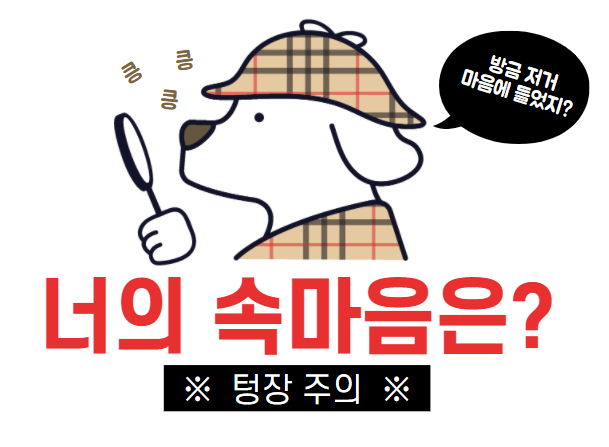 킁
킁
킁
방금 저거
마음에 들었지?
너의 속마음은?
※ 텅장 주의 ※